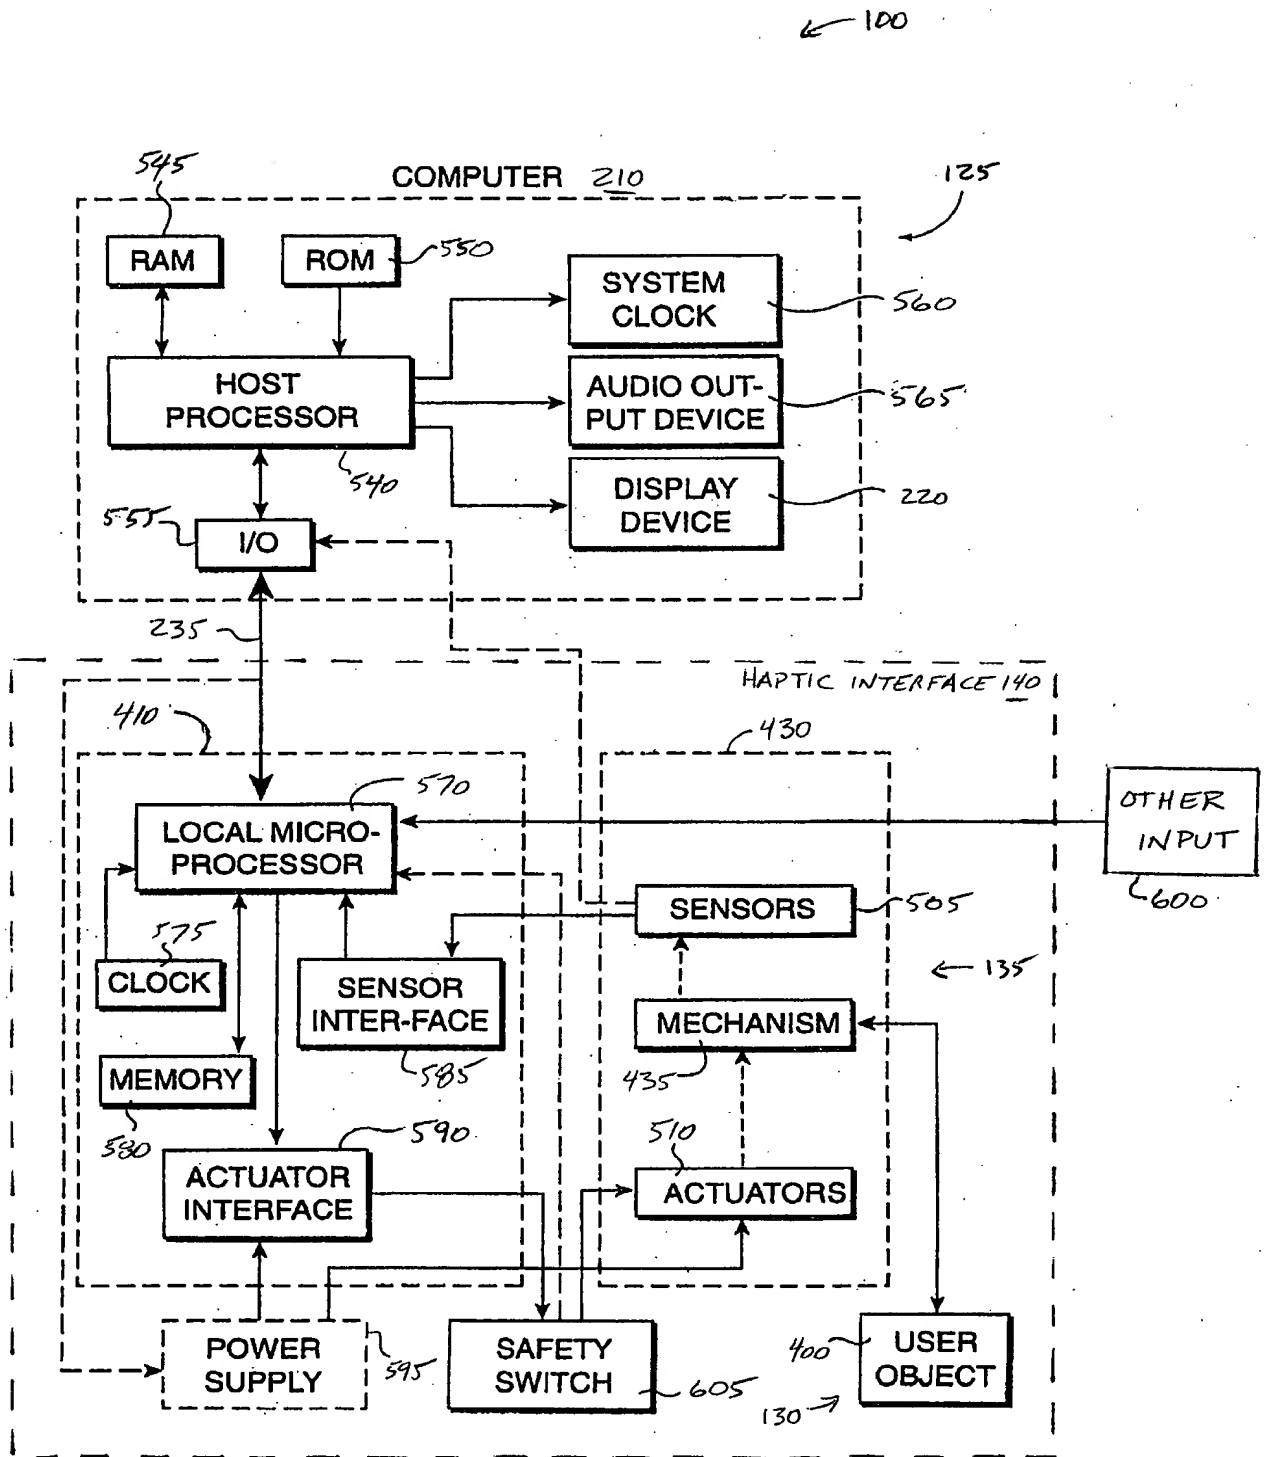 100
545
COMPUTER 210
125
RAM
ROM
550
SYSTEM
CLOCK
560
HOST
PROCESSOR
540
AUDIO OUT-
PUT DEVICE
565
DISPLAY
DEVICE
220
555
I/O
235
HAPTIC INTERFACE 140
410
430
570
LOCAL MICRO-
PROCESSOR
OTHER
INPUT
600
SENSORS
505
575
CLOCK
SENSOR
INTER-FACE
585
135
MECHANISM
435
MEMORY
580
590
ACTUATOR
INTERFACE
510
ACTUATORS
POWER
SUPPLY
595
SAFETY
SWITCH
605
400
USER
OBJECT
130